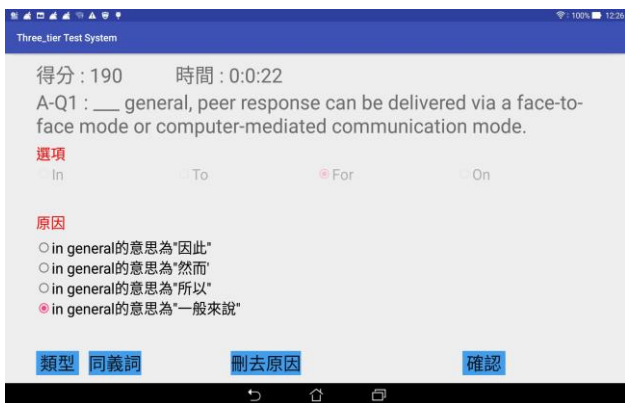 100% 12:26
Three_tier Test System
得分 : 190 時間 : 0:0:22
A-Q1 : ___ general, peer response can be delivered via a face-to-
face mode or computer-mediated communication mode.
選項
In To For On
原因
in general的意思為"因此"
in general的意思為"然而'
in general的意思為"所以"
in general的意思為"一般來說"
類型 同義詞 刪去原因 確認